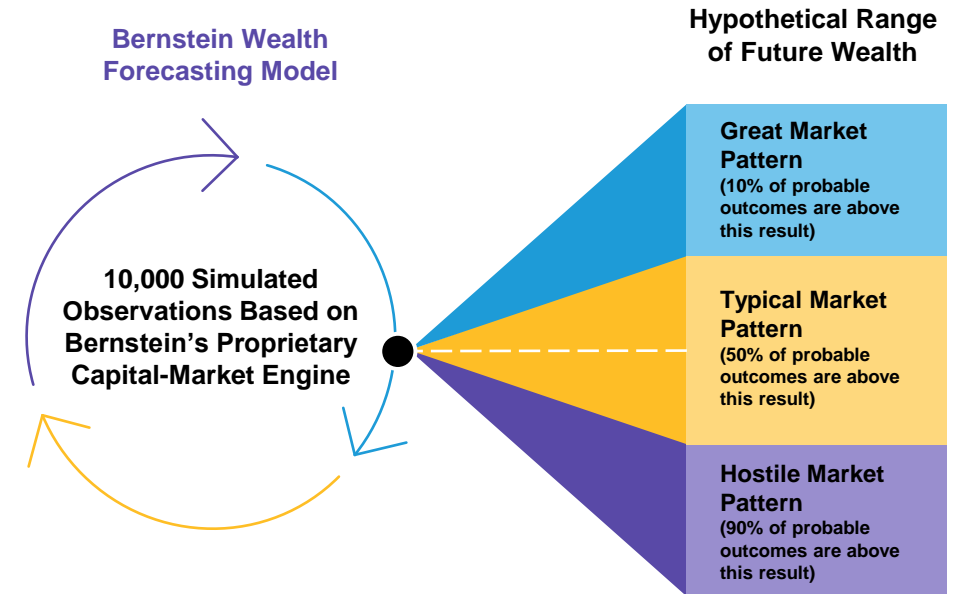 Bernstein Wealth
Forecasting Model
10,000 Simulated
Observations Based on
Bernstein’s Proprietary
Capital-Market Engine
Hypothetical Range
of Future Wealth
Great Market
Pattern
(10% of probable
outcomes are above
this result)
Typical Market
Pattern
(50% of probable
outcomes are above
this result)
Hostile Market
Pattern
(90% of probable
outcomes are above
this result)